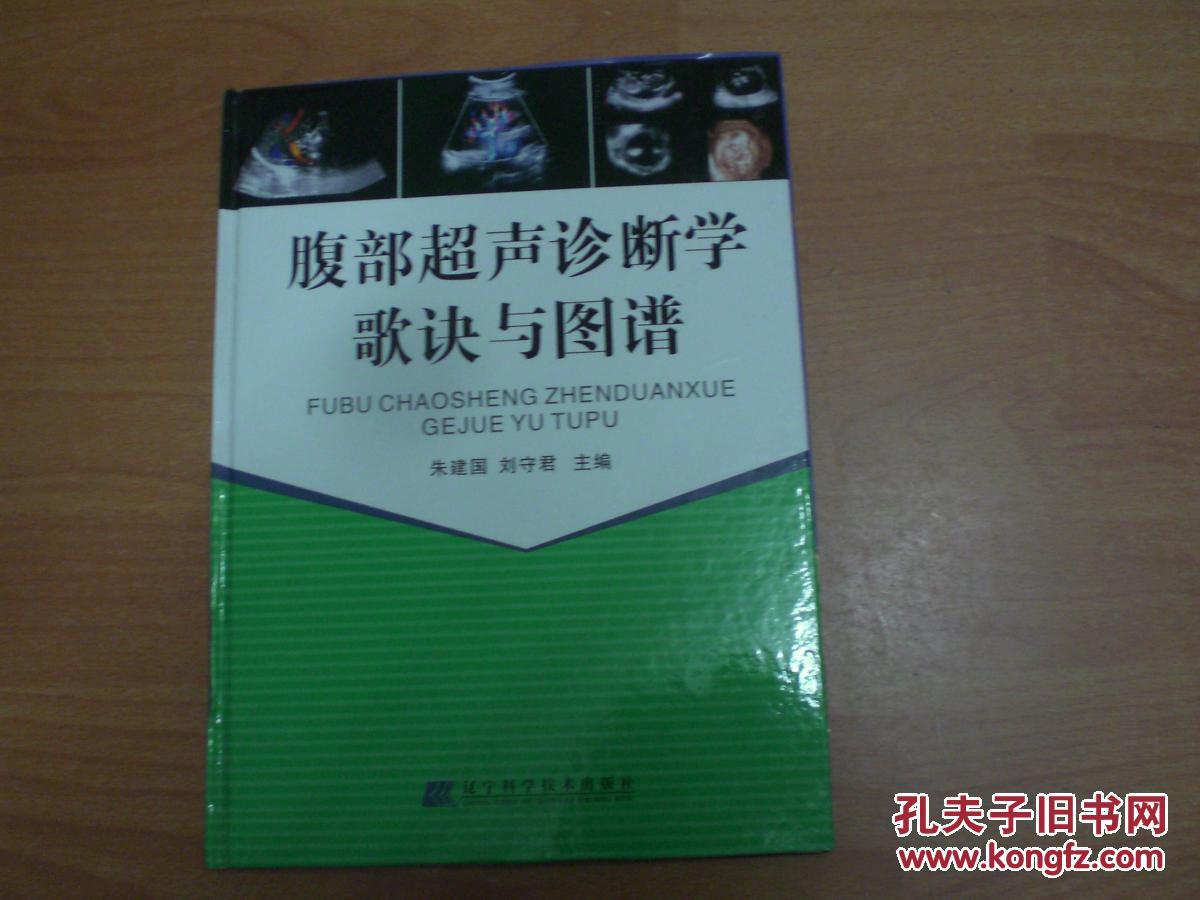 腹部超声诊断学
歌诀与图谱
FUBU CHAOSHENG ZHENDUANXUE
GEJUE YU TUPU
朱建国 刘守君 主编
辽宁科学技术出版社
孔夫子旧书网
www.kongfz.com